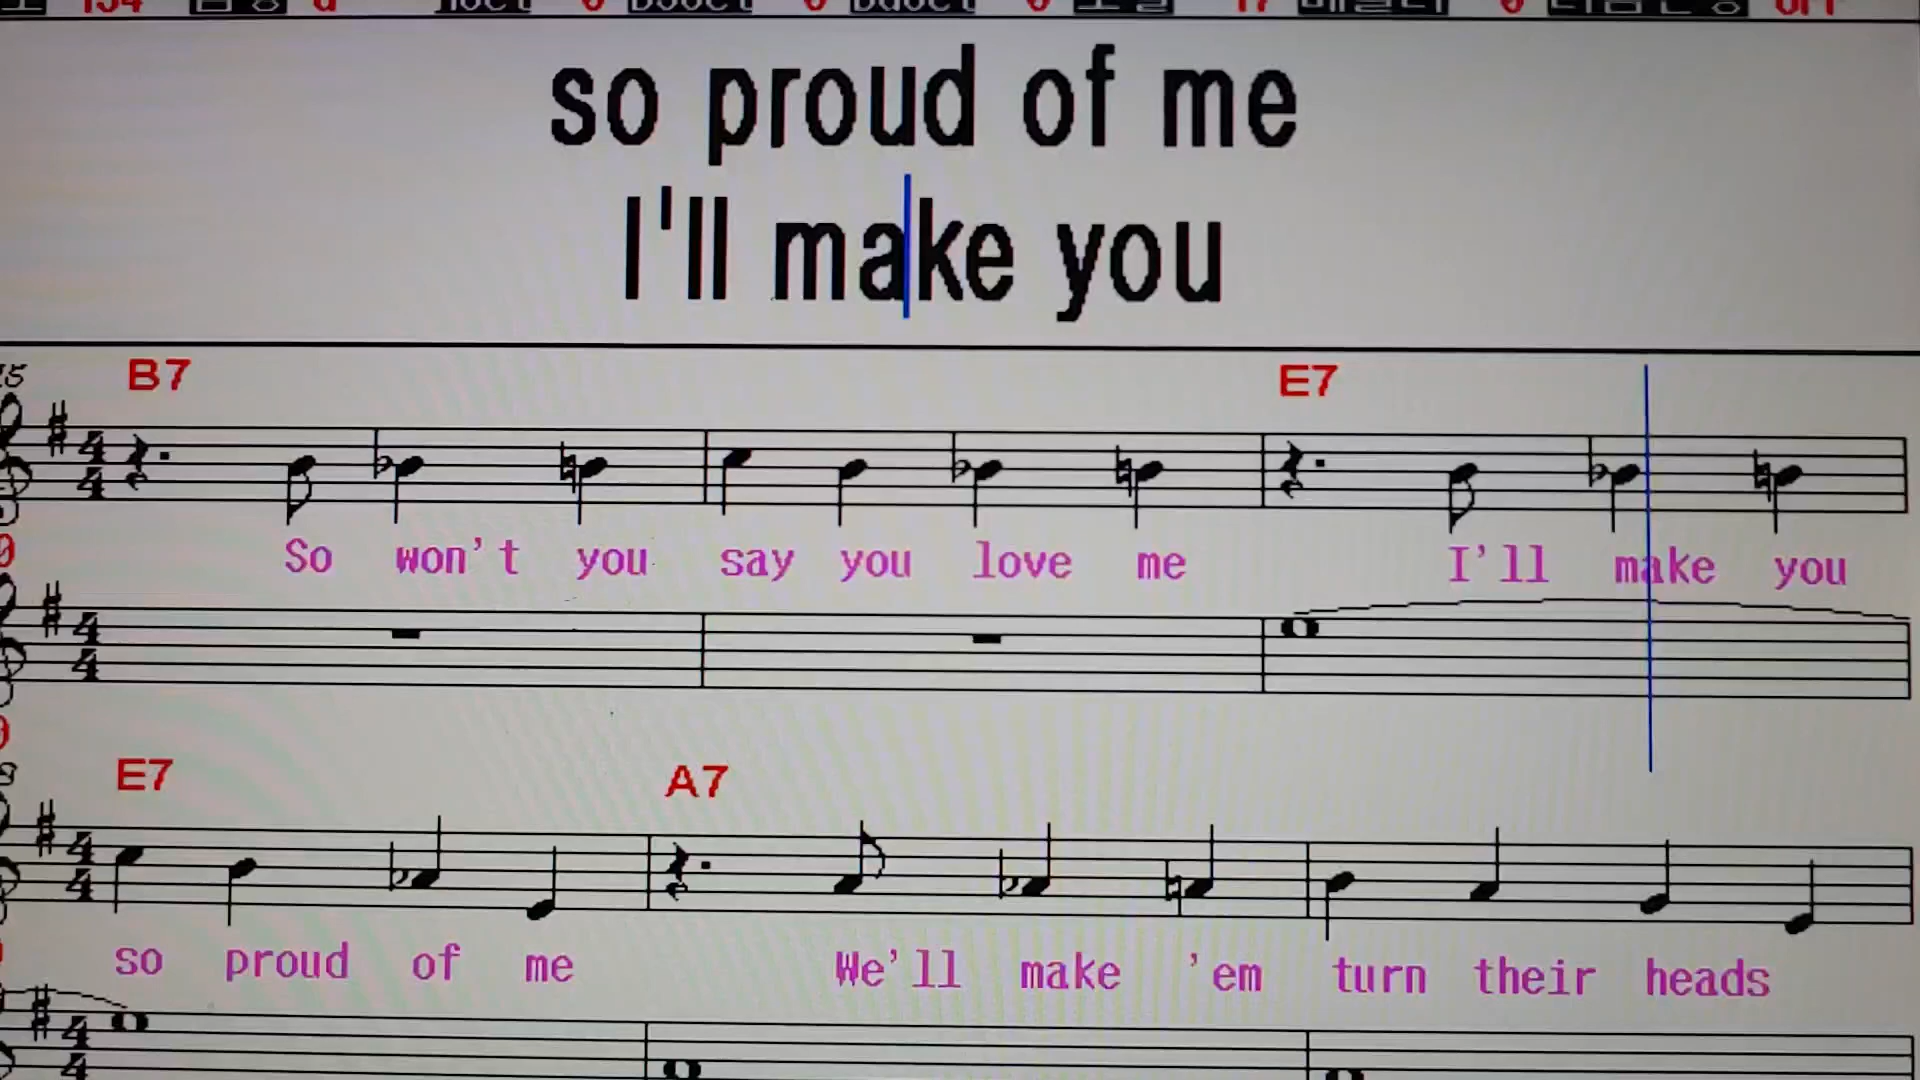 so proud of me
I'll make you
B7 E7
So won't you say you love me I'll make you
E7 A7
so proud of me We'll make 'em turn their heads